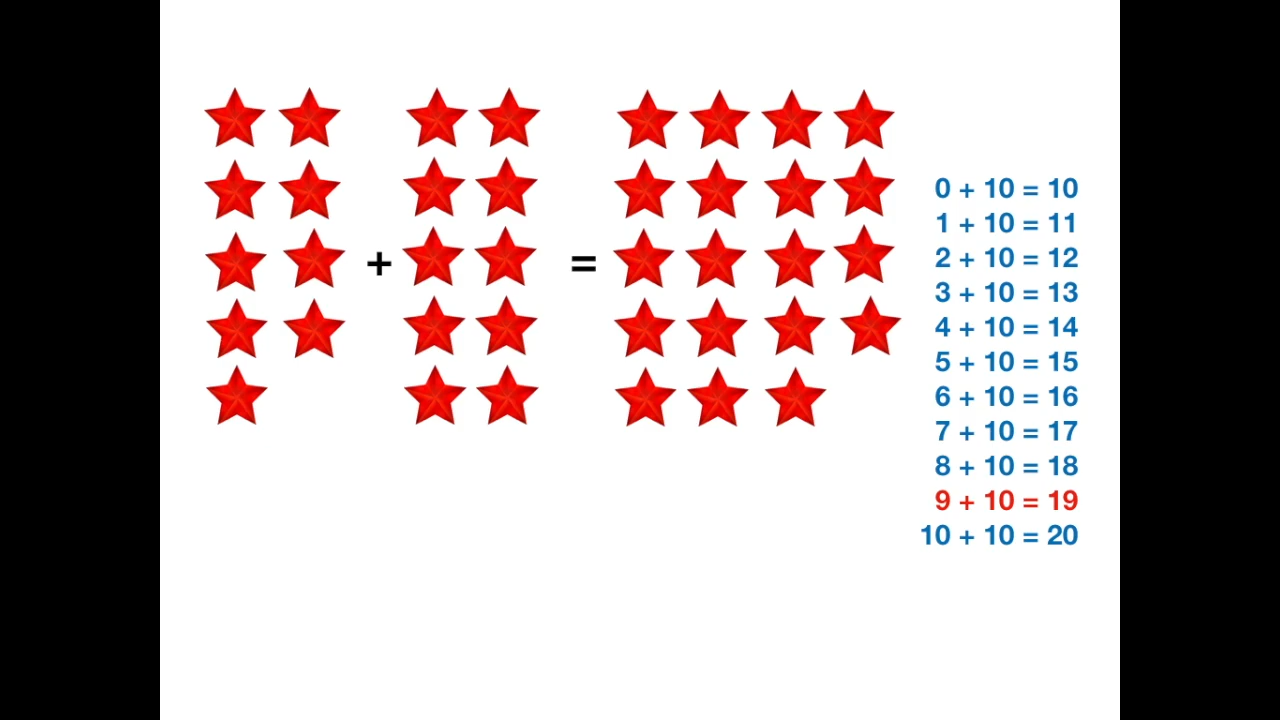 + =
0 + 10 = 10
1 + 10 = 11
2 + 10 = 12
3 + 10 = 13
4 + 10 = 14
5 + 10 = 15
6 + 10 = 16
7 + 10 = 17
8 + 10 = 18
9 + 10 = 19
10 + 10 = 20